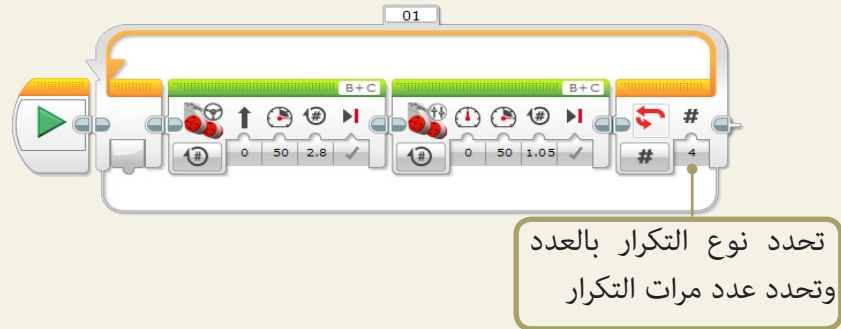 01
B+C B+C
# # #
# 0 50 2.8 # 0 50 1.05 # 4
تحدد نوع التكرار بالعدد
وتحدد عدد مرات التكرار